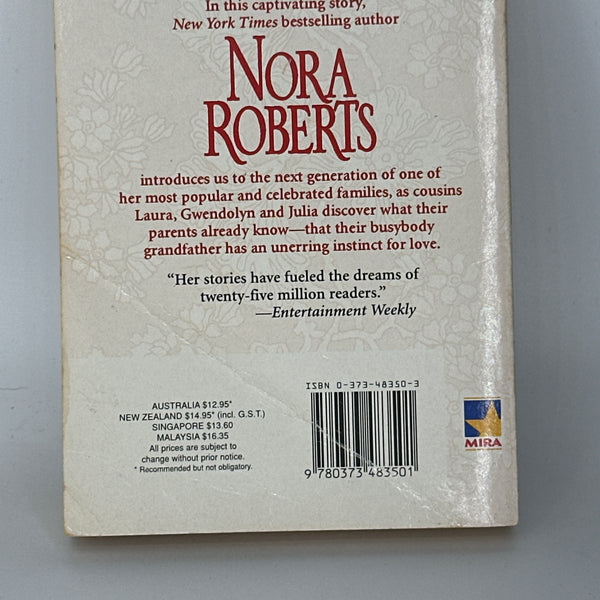 In this captivating story,
New York Times bestselling author
NORA
ROBERTS
introduces us to the next generation of one of
her most popular and celebrated families, as cousins
Laura, Gwendolyn and Julia discover what their
parents already know—that their busybody
grandfather has an unerring instinct for love.
“Her stories have fueled the dreams of
twenty-five million readers.”
—Entertainment Weekly
AUSTRALIA $12.95*
NEW ZEALAND $14.95* (incl. G.S.T.)
SINGAPORE $13.60
MALAYSIA $16.35
All prices are subject to
change without prior notice.
* Recommended but not obligatory.
ISBN 0-373-48350-3
9 780373 483501
MIRA